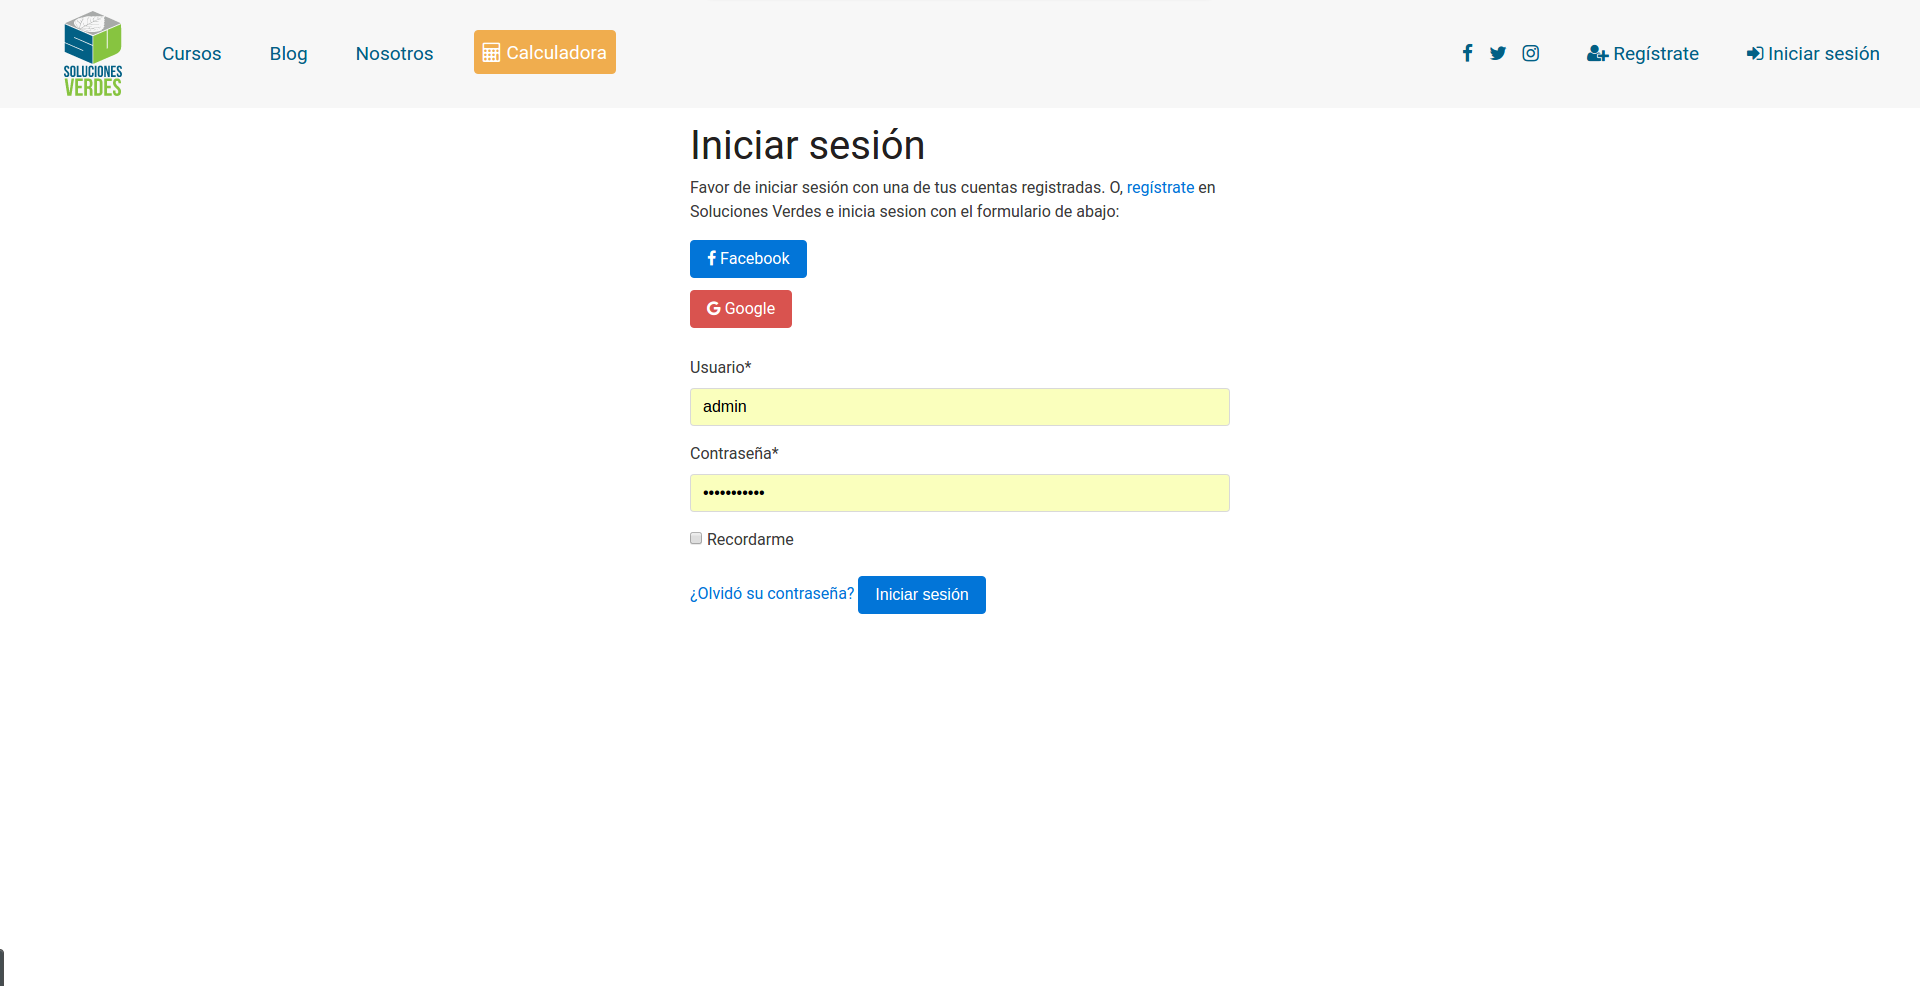 SOLUCIONES
VERDES
Cursos
Blog
Nosotros
Calculadora
Regístrate
Iniciar sesión
Iniciar sesión
Favor de iniciar sesión con una de tus cuentas registradas. O, regístrate en
Soluciones Verdes e inicia sesion con el formulario de abajo:
Facebook
Google
Usuario*
admin
Contraseña*
•••••••••••
Recordarme
¿Olvidó su contraseña?
Iniciar sesión